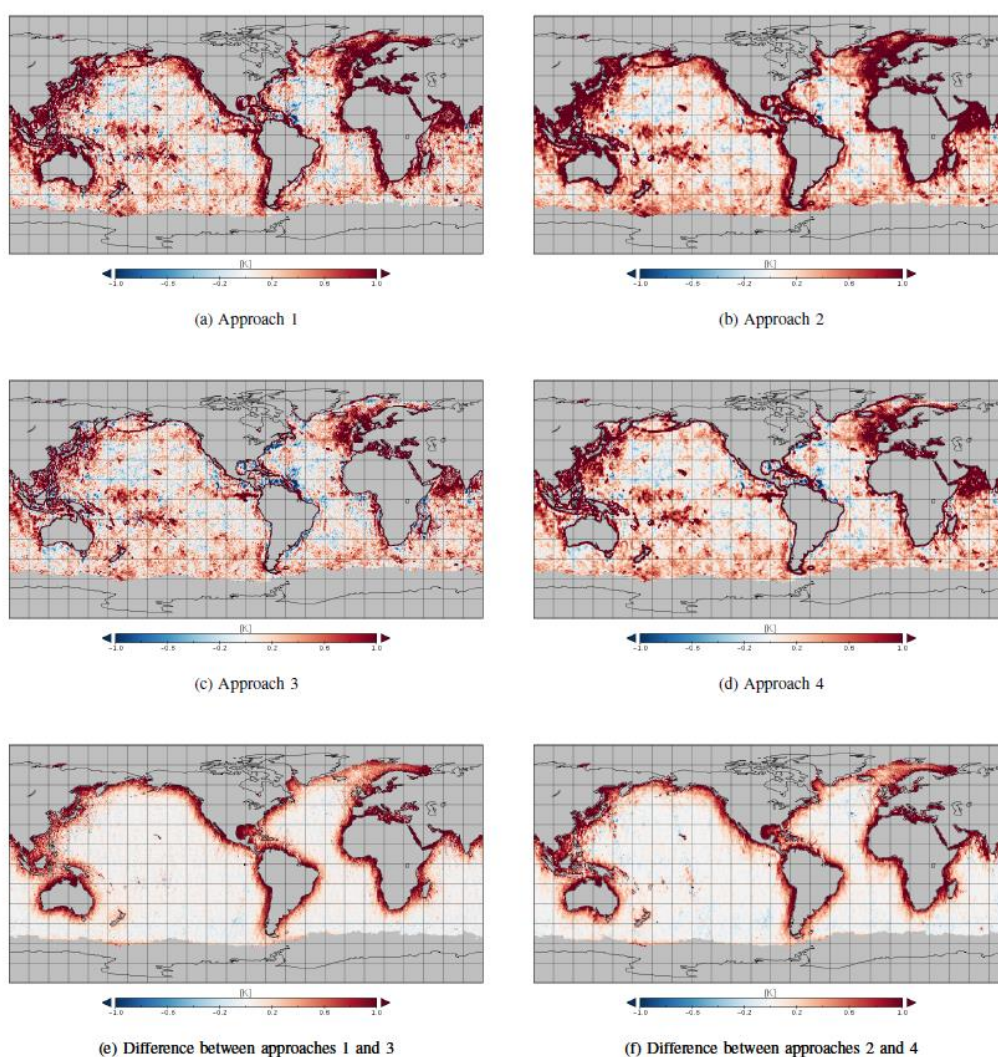 [K]
[K]
-1.0 -0.6 -0.2 0.2 0.6 1.0
-1.0 -0.6 -0.2 0.2 0.6 1.0
(a) Approach 1
(b) Approach 2
[K]
[K]
-1.0 -0.6 -0.2 0.2 0.6 1.0
-1.0 -0.6 -0.2 0.2 0.6 1.0
(c) Approach 3
(d) Approach 4
[K]
[K]
-1.0 -0.6 -0.2 0.2 0.6 1.0
-1.0 -0.6 -0.2 0.2 0.6 1.0
(e) Difference between approaches 1 and 3
(f) Difference between approaches 2 and 4